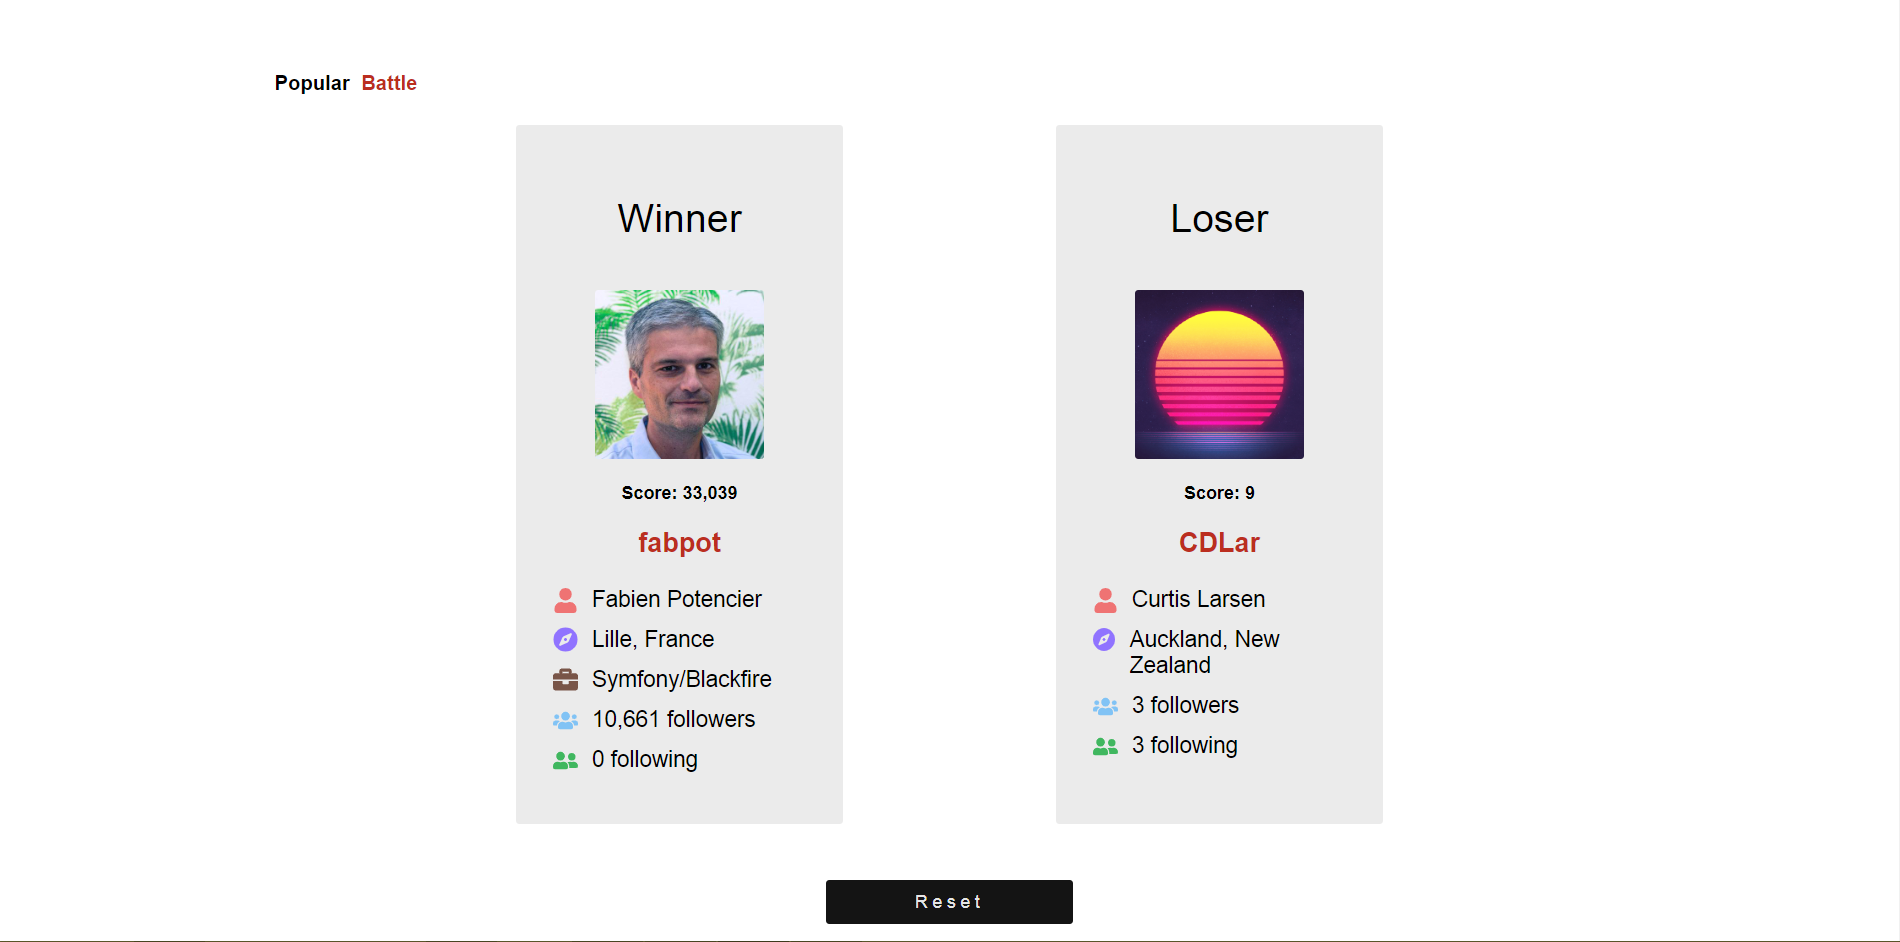 Popular Battle
Winner
Score: 33,039
fabpot
Fabien Potencier
Lille, France
Symfony/Blackfire
10,661 followers
0 following
Loser
Score: 9
CDLar
Curtis Larsen
Auckland, New
Zealand
3 followers
3 following
Reset